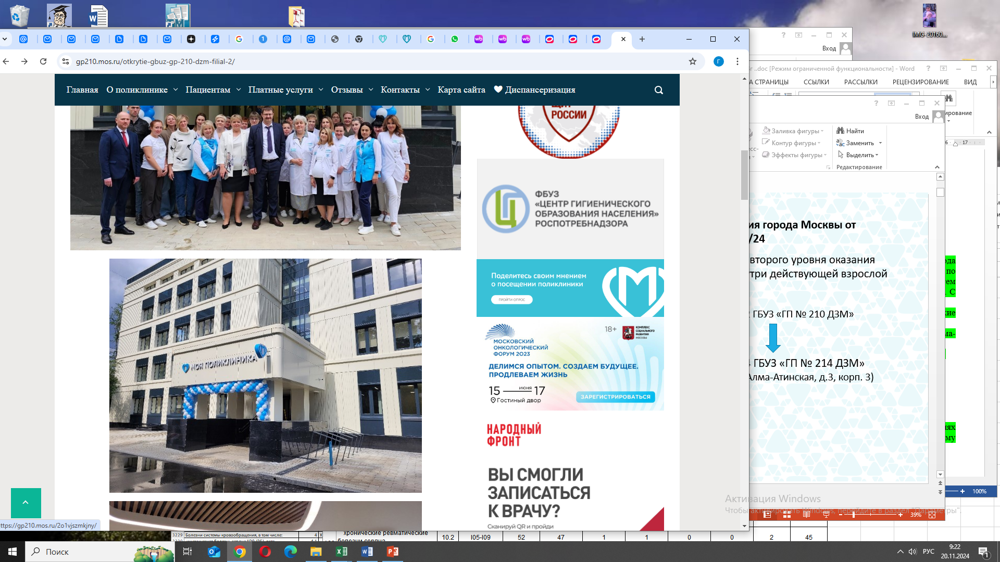 IMG-20160...
gp210.mos.ru/otkrytie-gbuz-gp-210-dzm-filial-2/
Г
Главная
О поликлинике
Пациентам
Платные услуги
Отзывы
Контакты
Карта сайта
Диспансеризация
РОССИИ
ФБУЗ
«ЦЕНТР ГИГИЕНИЧЕСКОГО
ОБРАЗОВАНИЯ НАСЕЛЕНИЯ»
РОСПОТРЕБНАДЗОРА
Поделитесь своим мнением
о посещении поликлиники
ПРОЙТИ ОПРОС
МОЯ ПОЛИКЛИНИКА
18+
КОМПЛЕКС
СОЦИАЛЬНОГО
РАЗВИТИЯ
МОСКВЫ
МОСКОВСКИЙ
ОНКОЛОГИЧЕСКИЙ
ФОРУМ 2023
ДЕЛИМСЯ ОПЫТОМ. СОЗДАЕМ БУДУЩЕЕ.
ПРОДЛЕВАЕМ ЖИЗНЬ
15 июня 17
Гостиный двор
ЗАРЕГИСТРИРОВАТЬСЯ
НАРОДНЫЙ
ФРОНТ
ВЫ СМОГЛИ
ЗАПИСАТЬСЯ
К ВРАЧУ?
Сканируй QR и пройди
ttps://gp210.mos.ru/2o1vjszmkjny/
Вход
..doc [Режим ограниченной функциональности] - Word
А СТРАНИЦЫ
ССЫЛКИ
РАССЫЛКИ
РЕЦЕНЗИРОВАНИЕ
ВИД
Вход
ирование
Заливка фигуры
Контур фигуры
Эффекты фигуры
Найти
Заменить
Выделить
Редактирование
17
ия города Москвы от
/24
второго уровня оказания
утри действующей взрослой
ГБУЗ «ГП № 210 ДЗМ»
ГБУЗ «ГП № 214 ДЗМ»
Алма-Атинская, д.3, корп. 3)
по
С
100%
39%
Активация Windows
Чтобы активировать Windows, перейдите в раздел "Параметры".
3229 Болезни системы кровообращения, в том числе: 4 X
хронические ревматические
болезни сердца
10.2 I05-I09 52 47 1 1 0 0 2 45
Поиск
РУС
9:22
20.11.2024
1